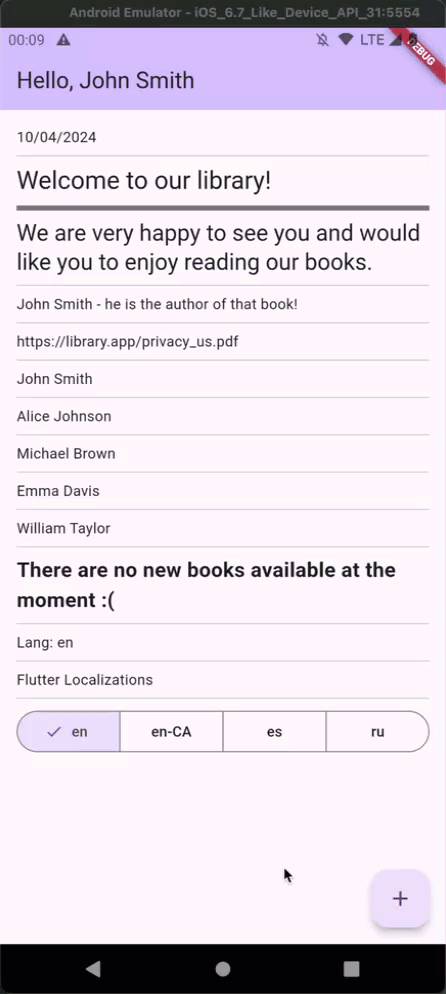 Android Emulator - iOS_6.7_Like_Device_API_31:5554
00:09
LTE
DEBUG
Hello, John Smith
10/04/2024
Welcome to our library!
We are very happy to see you and would
like you to enjoy reading our books.
John Smith - he is the author of that book!
https://library.app/privacy_us.pdf
John Smith
Alice Johnson
Michael Brown
Emma Davis
William Taylor
There are no new books available at the
moment :(
Lang: en
Flutter Localizations
en
en-CA
es
ru
+